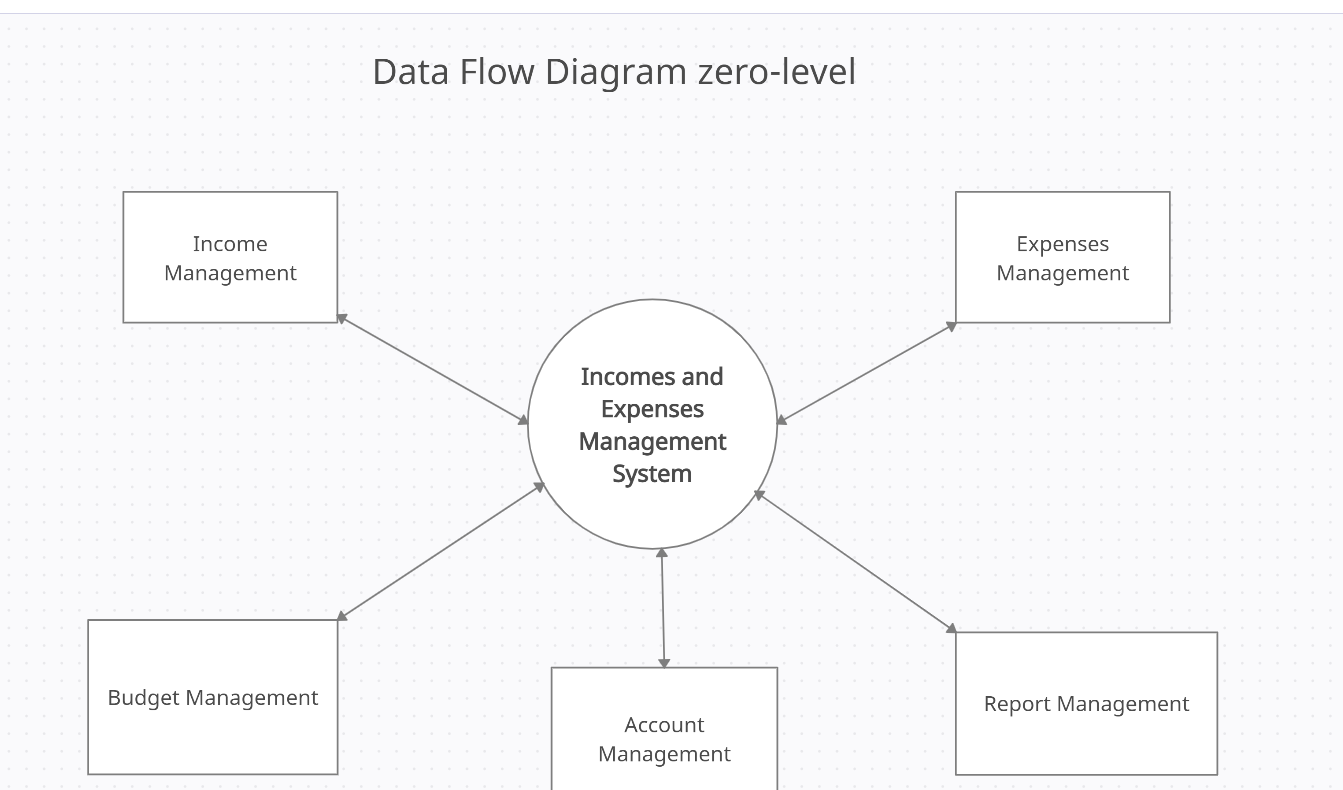 Data Flow Diagram zero-level
Income
Management
Expenses
Management
Incomes and
Expenses
Management
System
Budget Management
Account
Management
Report Management